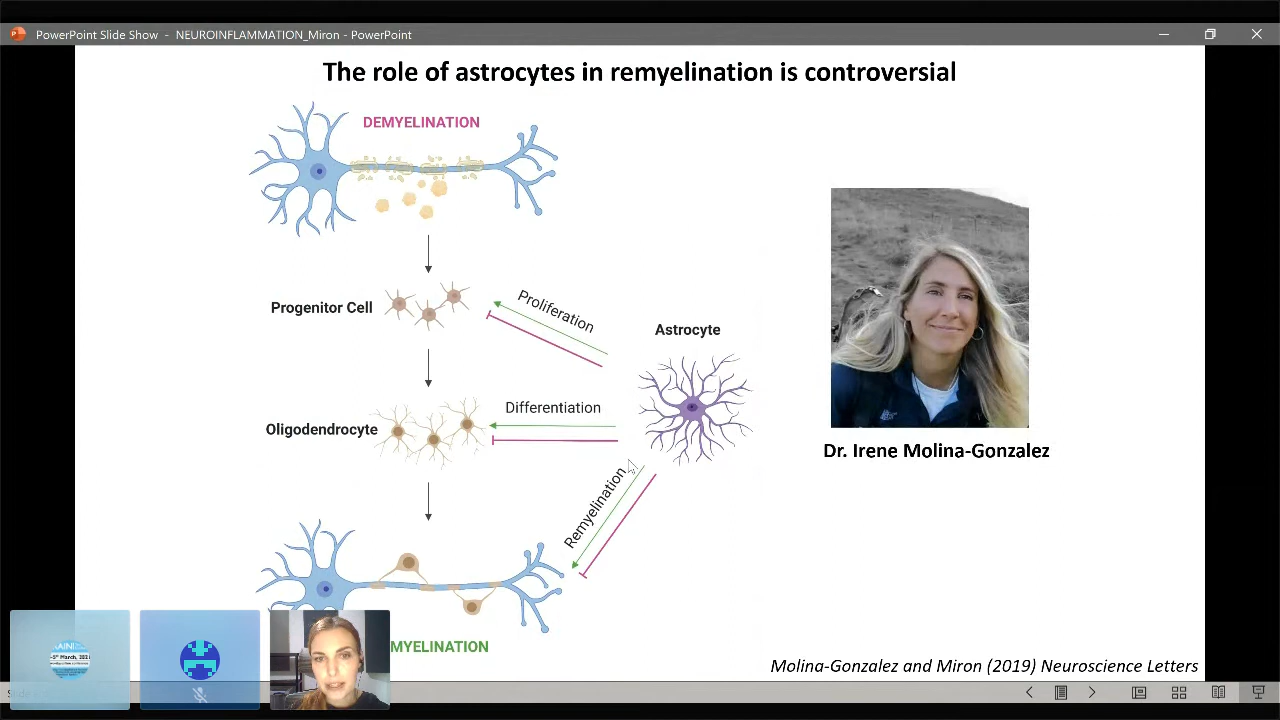 PowerPoint Slide Show - NEUROINFLAMMATION_Miron - PowerPoint
The role of astrocytes in remyelination is controversial
DEMYELINATION
Progenitor Cell
Proliferation
Astrocyte
Differentiation
Oligodendrocyte
Dr. Irene Molina-Gonzalez
Remyelination
MYELINATION
Molina-Gonzalez and Miron (2019) Neuroscience Letters